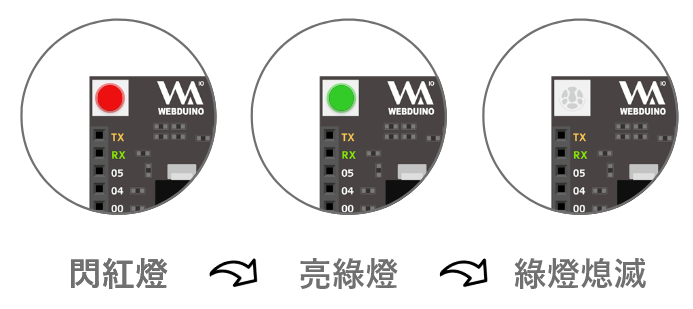 IO
WEBDUINO
TX
RX
05
04
00
IO
WEBDUINO
TX
RX
05
04
00
IO
WEBDUINO
TX
RX
05
04
00
閃紅燈
亮綠燈
綠燈熄滅